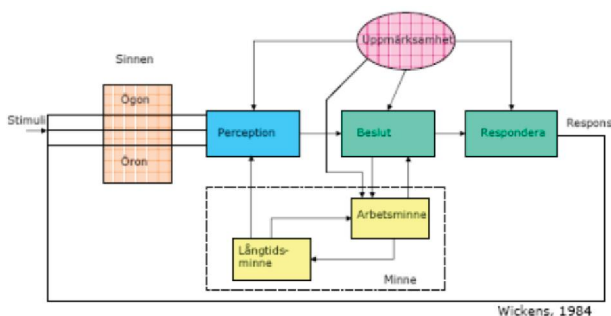 Uppmärksamhet
Sinnen
Ögon
Stimuli
Öron
Perception
Beslut
Respondera
Respons
Arbetsminne
Långtids-
minne
Minne
Wickens, 1984